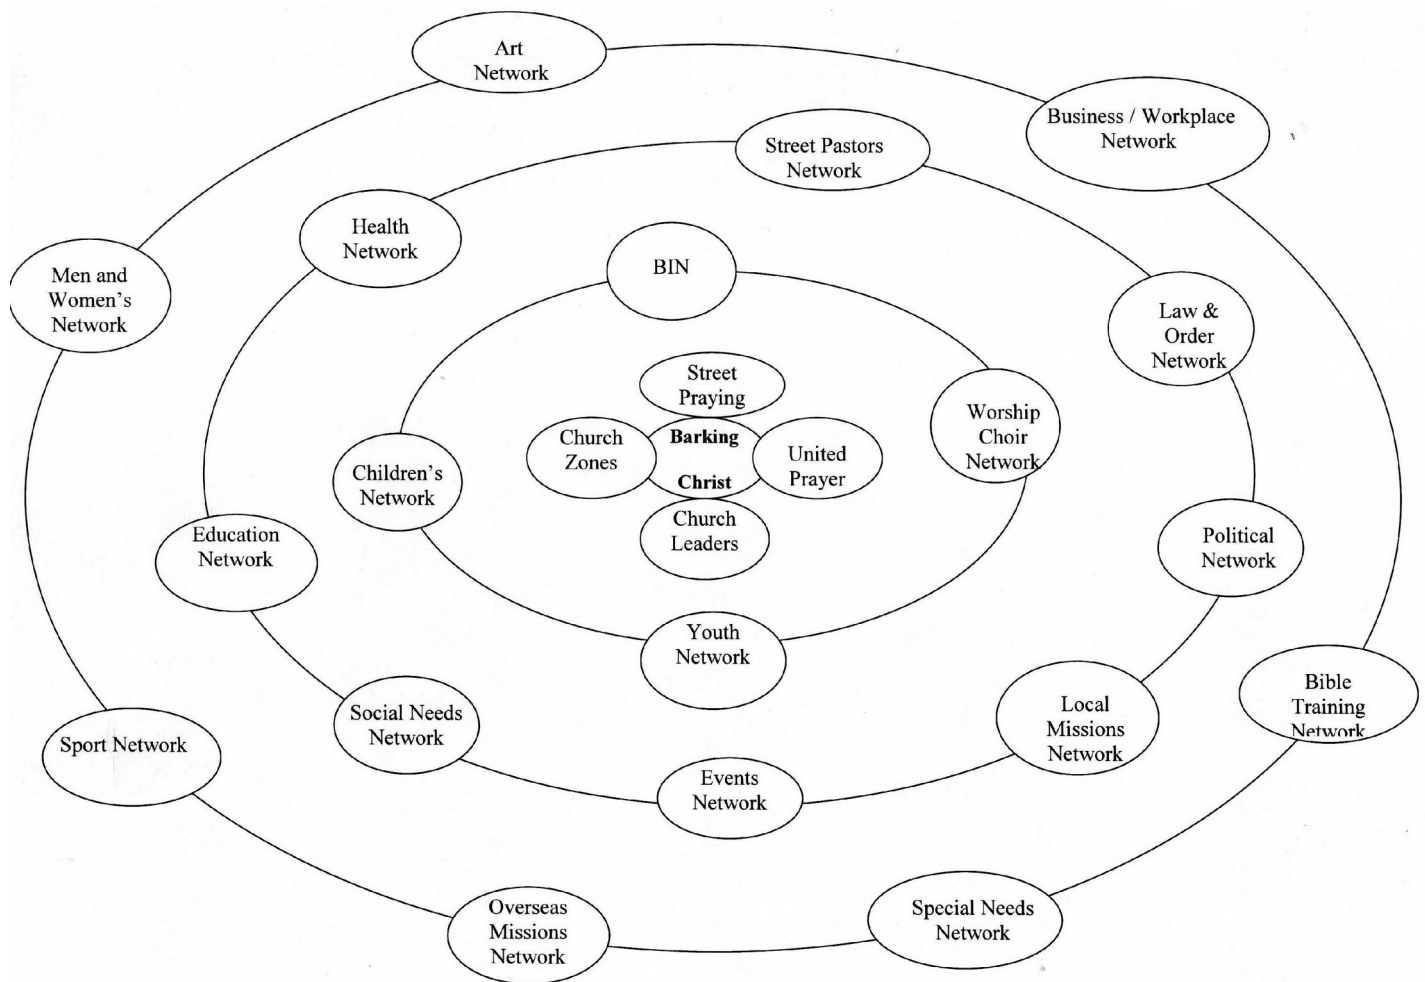 Art
Network
Business / Workplace
Network
Street Pastors
Network
Health
Network
BIN
Men and
Women's
Network
Law &
Order
Network
Street
Praying
Worship
Choir
Network
Church
Zones
Barking
Christ
United
Prayer
Children's
Network
Church
Leaders
Education
Network
Political
Network
Youth
Network
Social Needs
Network
Local
Missions
Network
Bible
Training
Network
Sport Network
Events
Network
Overseas
Missions
Network
Special Needs
Network